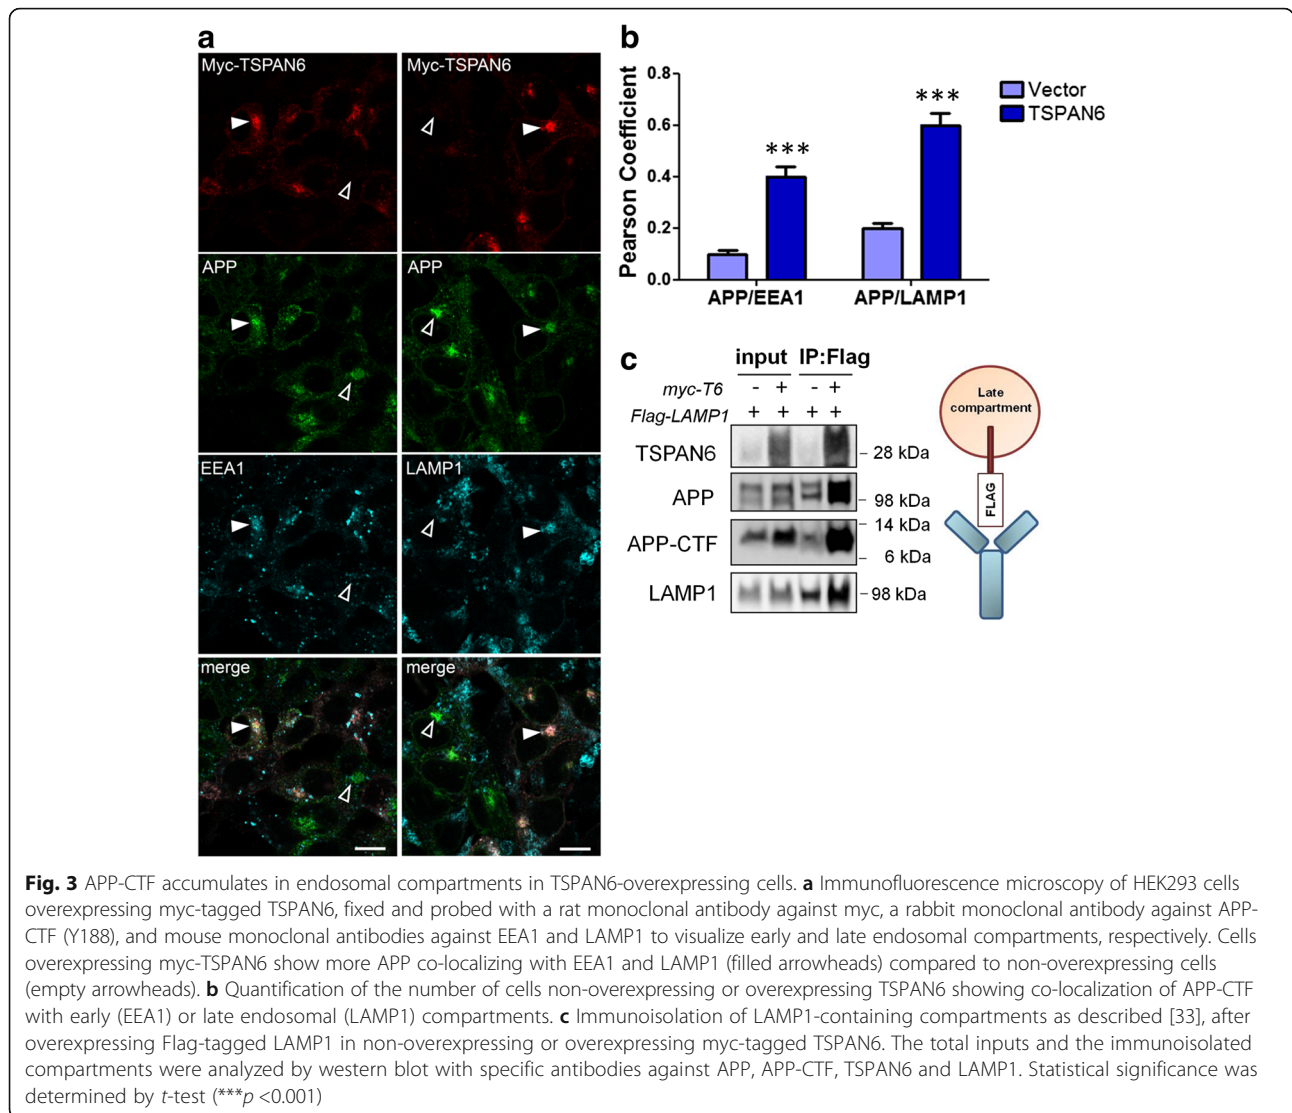 a
Myc-TSPAN6
Myc-TSPAN6
APP
APP
EEA1
LAMP1
merge
merge
b
Pearson Coefficient
0.8
0.6
0.4
0.2
0.0
***
***
APP/EEA1
APP/LAMP1
Vector
TSPAN6
c
input IP:Flag
myc-T6 - + - +
Flag-LAMP1 + + + +
TSPAN6
28 kDa
APP
98 kDa
14 kDa
APP-CTF
6 kDa
LAMP1
98 kDa
Late
compartment
FLAG
Fig. 3 APP-CTF accumulates in endosomal compartments in TSPAN6-overexpressing cells. a Immunofluorescence microscopy of HEK293 cells
overexpressing myc-tagged TSPAN6, fixed and probed with a rat monoclonal antibody against myc, a rabbit monoclonal antibody against APP-
CTF (Y188), and mouse monoclonal antibodies against EEA1 and LAMP1 to visualize early and late endosomal compartments, respectively. Cells
overexpressing myc-TSPAN6 show more APP co-localizing with EEA1 and LAMP1 (filled arrowheads) compared to non-overexpressing cells
(empty arrowheads). b Quantification of the number of cells non-overexpressing or overexpressing TSPAN6 showing co-localization of APP-CTF
with early (EEA1) or late endosomal (LAMP1) compartments. c Immunoisolation of LAMP1-containing compartments as described [33], after
overexpressing Flag-tagged LAMP1 in non-overexpressing or overexpressing myc-tagged TSPAN6. The total inputs and the immunoisolated
compartments were analyzed by western blot with specific antibodies against APP, APP-CTF, TSPAN6 and LAMP1. Statistical significance was
determined by t-test (***p <0.001)